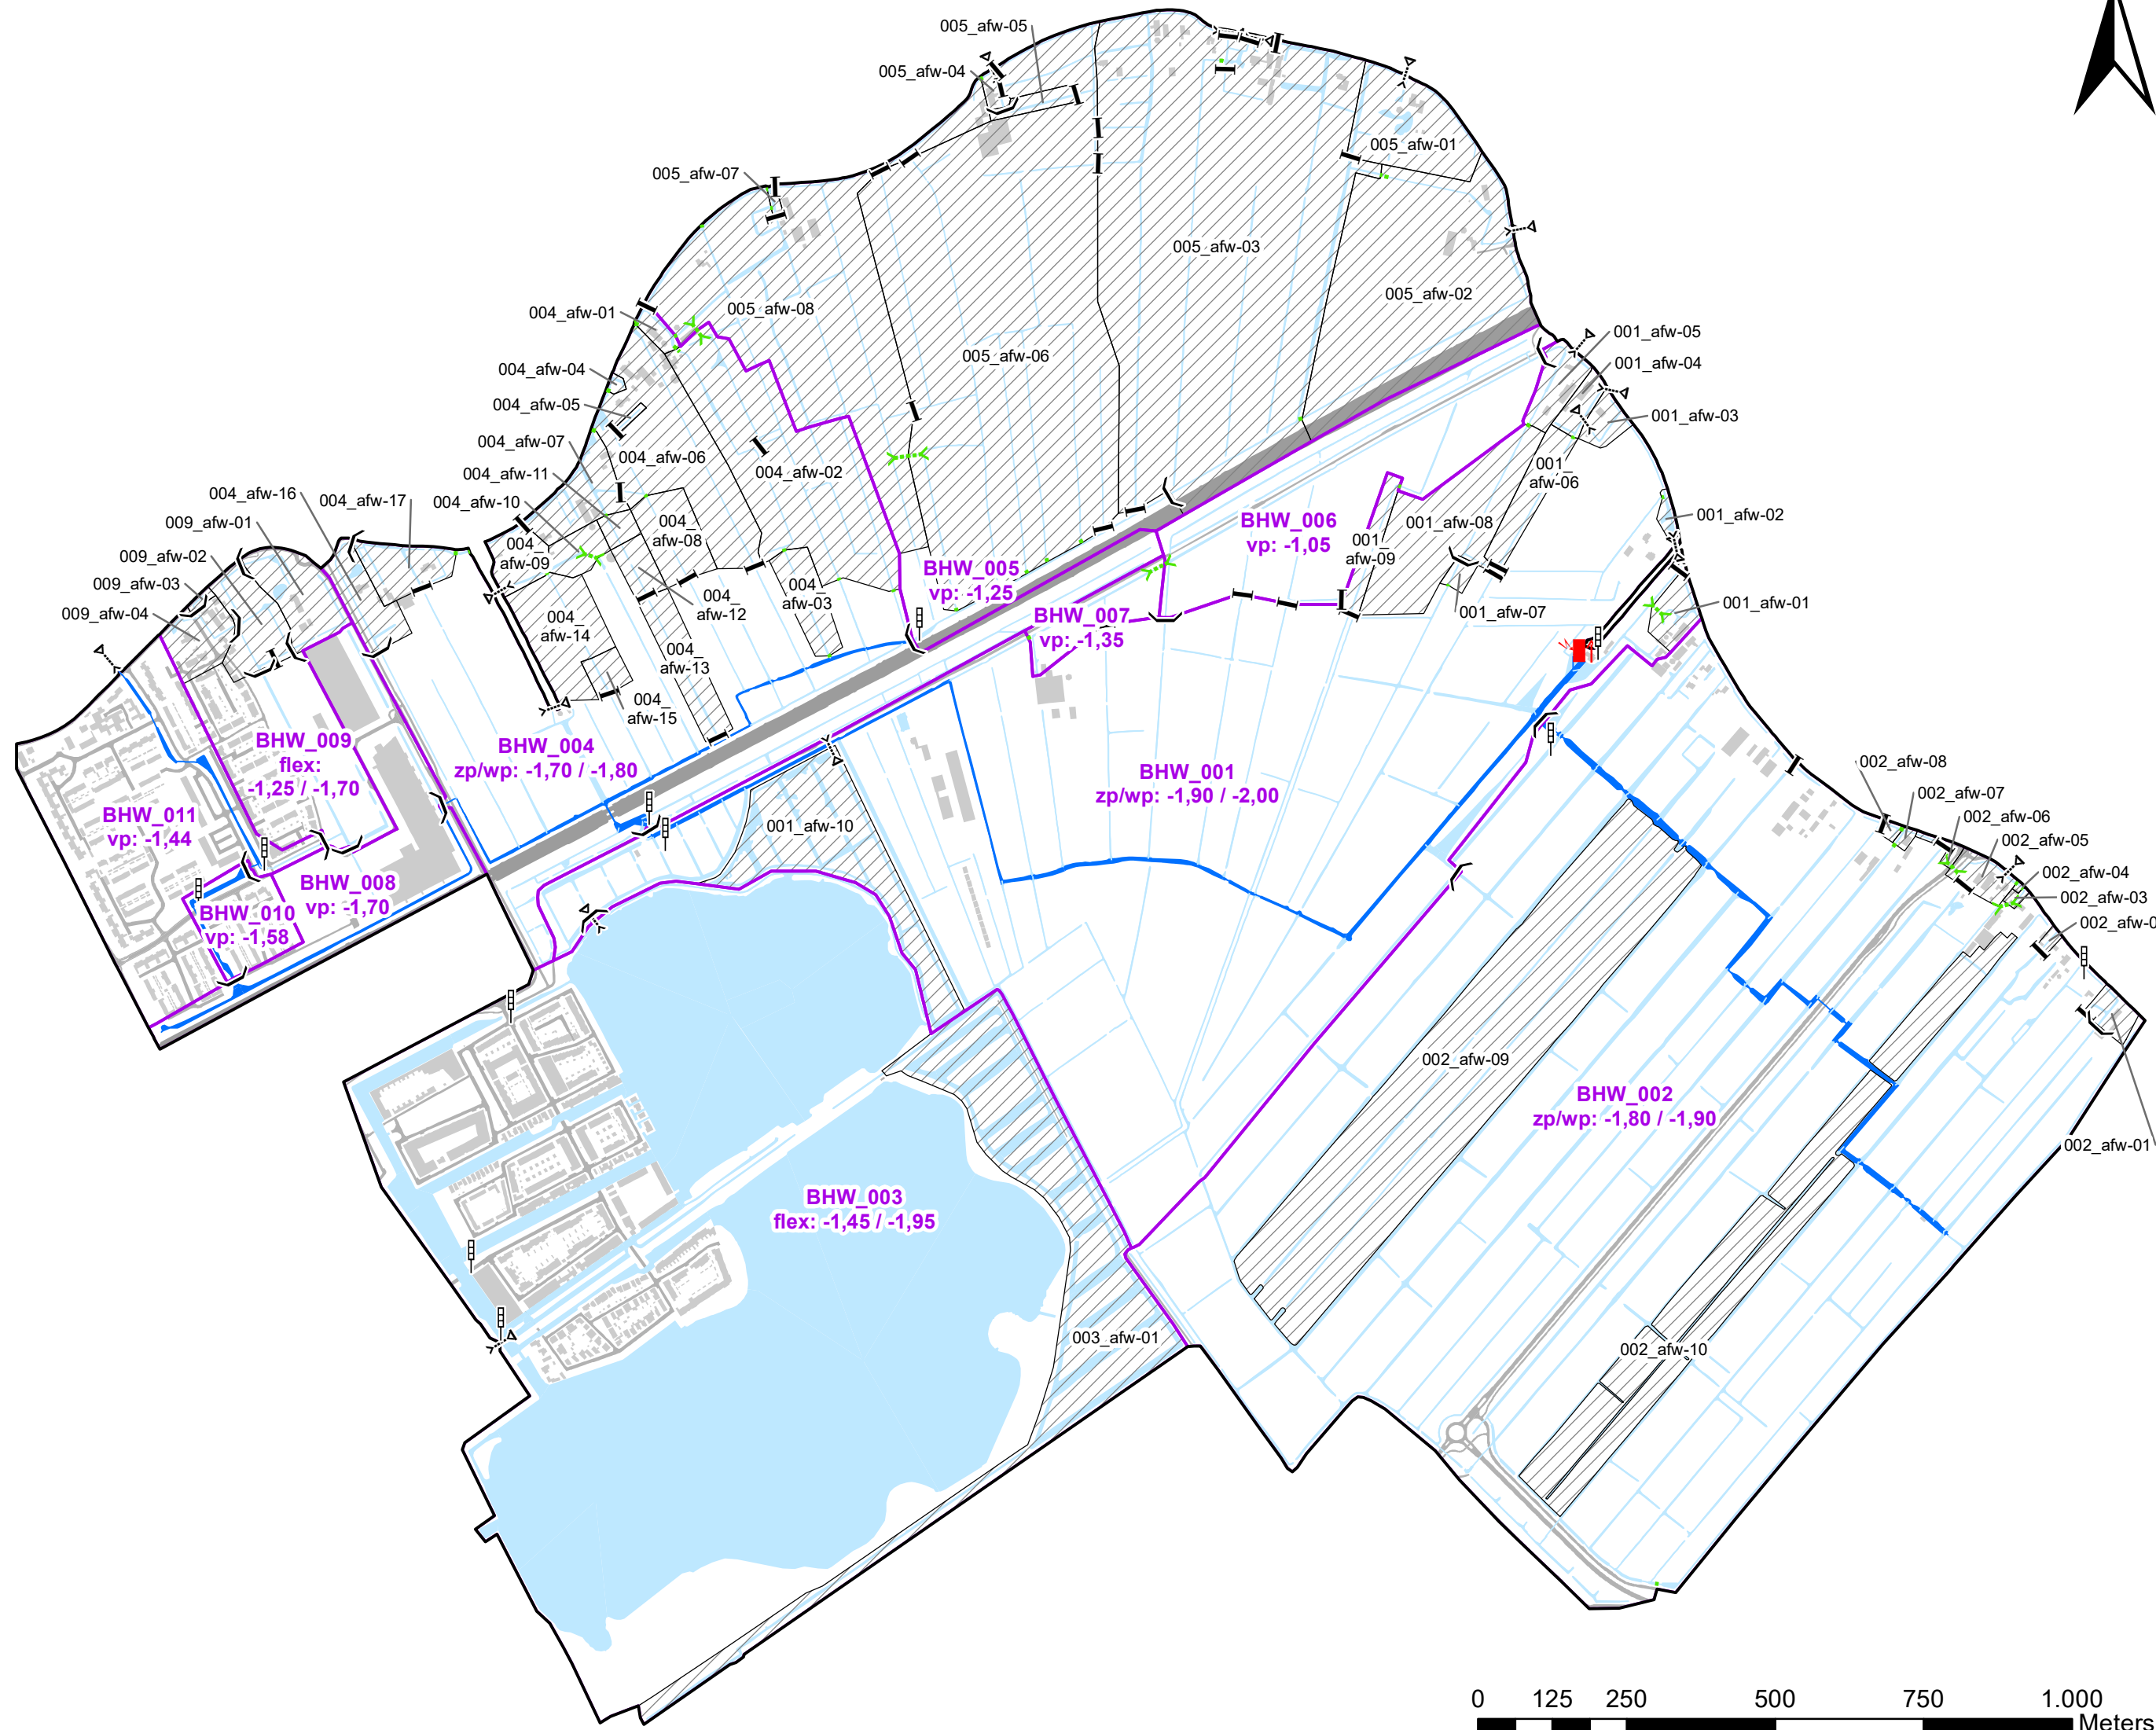 005_afw-05
005_afw-04
005_afw-01
005_afw-07
005_afw-03
005_afw-02
004_afw-01
005_afw-08
001_afw-05
005_afw-06
001_afw-04
004_afw-04
004_afw-05
001_afw-03
004_afw-07
004_afw-06
004_afw-11
004_afw-02
001_
afw-06
004_afw-16
004_afw-17
004_afw-10
009_afw-01
001_afw-02
004_
afw-08
BHW_006
vp: -1,05
001_afw-08
009_afw-02
004_
afw-09
001_
afw-09
009_afw-03
BHW_005
vp: -1,25
004_
afw-03
004_
afw-12
001_afw-01
009_afw-04
001_afw-07
BHW_007
vp: -1,35
004_
afw-14
004_
afw-13
004_
afw-15
BHW_009
flex:
-1,25 / -1,70
BHW_004
zp/wp: -1,70 / -1,80
BHW_001
zp/wp: -1,90 / -2,00
002_afw-08
002_afw-07
BHW_011
vp: -1,44
001_afw-10
002_afw-06
002_afw-05
BHW_008
vp: -1,70
002_afw-04
002_afw-03
BHW_010
vp: -1,58
002_afw-0
002_afw-09
BHW_002
zp/wp: -1,80 / -1,90
002_afw-01
BHW_003
flex: -1,45 / -1,95
003_afw-01
002_afw-10
0 125 250 500 750 1.000
Meters